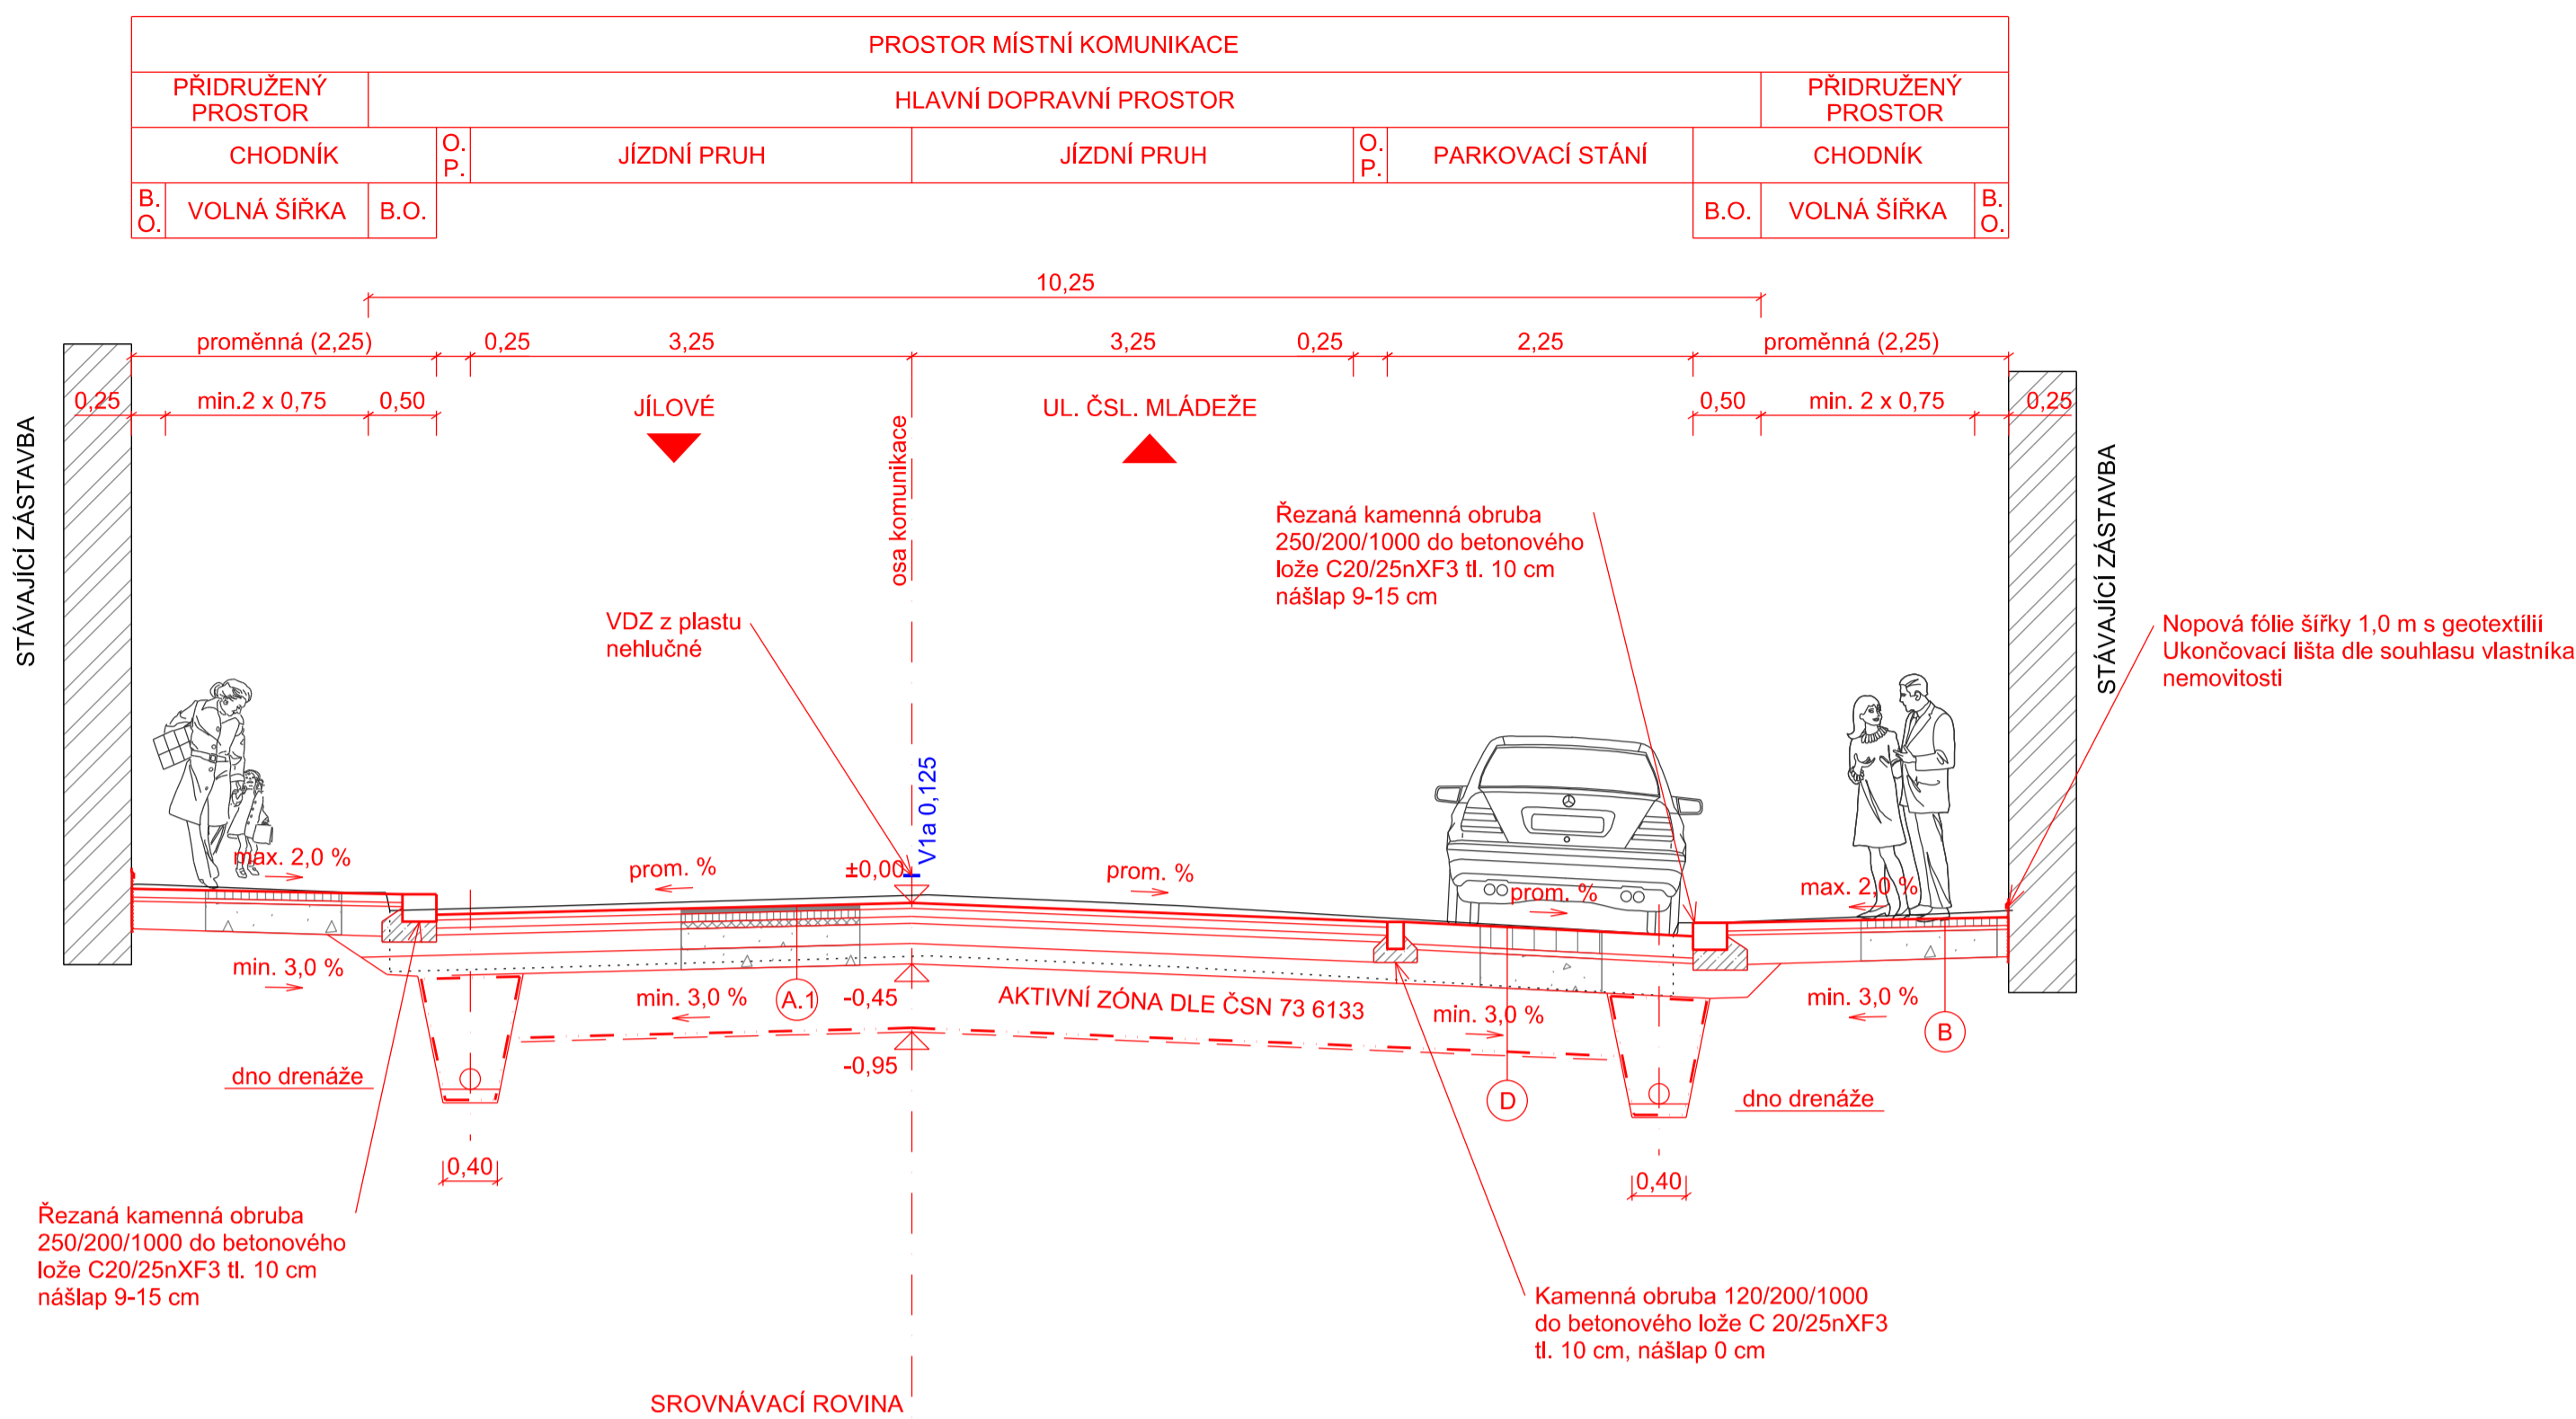 PROSTOR MÍSTNÍ KOMUNIKACE
PŘIDRUŽENÝ
PROSTOR
HLAVNÍ DOPRAVNÍ PROSTOR
PŘIDRUŽENÝ
PROSTOR
CHODNÍK
O.
P.
JÍZDNÍ PRUH
JÍZDNÍ PRUH
O.
P.
PARKOVACÍ STÁNÍ
CHODNÍK
B.
O.
VOLNÁ ŠÍŘKA
B.O.
B.O.
VOLNÁ ŠÍŘKA
B.
O.
10,25
proměnná (2,25)
0,25
3,25
3,25
0,25
2,25
proměnná (2,25)
0,25
min.2 x 0,75
0,50
JÍLOVÉ
UL. ČSL. MLÁDEŽE
0,50
min. 2 x 0,75
0,25
STÁVAJÍCÍ ZÁSTAVBA
osa komunikace
STÁVAJÍCÍ ZÁSTAVBA
Řezaná kamenná obruba
250/200/1000 do betonového
lože C20/25nXF3 tl. 10 cm
nášlap 9-15 cm
VDZ z plastu
nehlučné
Nopová fólie šířky 1,0 m s geotextílií
Ukončovací lišta dle souhlasu vlastníka
nemovitosti
V1a 0,125
max. 2,0 %
prom. %
±0,00
prom. %
prom. %
max. 2,0 %
min. 3,0 %
min. 3,0 %
A.1
-0,45
AKTIVNÍ ZÓNA DLE ČSN 73 6133
min. 3,0 %
min. 3,0 %
B
-0,95
dno drenáže
D
dno drenáže
0,40
0,40
Řezaná kamenná obruba
250/200/1000 do betonového
lože C20/25nXF3 tl. 10 cm
nášlap 9-15 cm
Kamenná obruba 120/200/1000
do betonového lože C 20/25nXF3
tl. 10 cm, nášlap 0 cm
SROVNÁVACÍ ROVINA